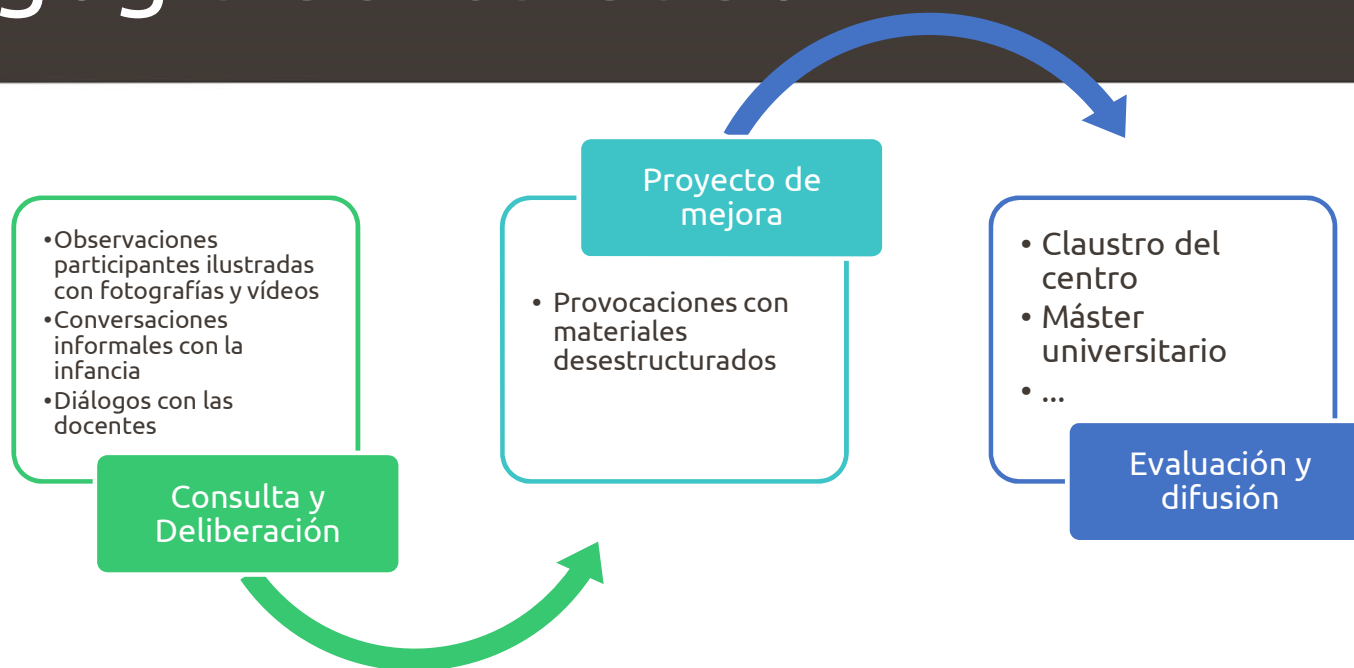 •Observaciones
participantes ilustradas
con fotografías y vídeos
•Conversaciones
informales con la
infancia
•Diálogos con las
docentes
Consulta y
Deliberación
Proyecto de
mejora
• Provocaciones con
materiales
desestructurados
• Claustro del
centro
• Máster
universitario
• ...
Evaluación y
difusión